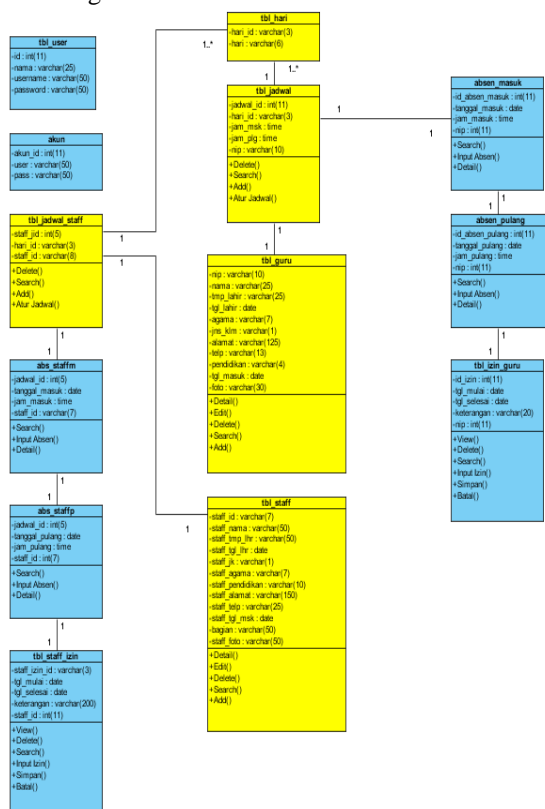 tbl_user
-id : int(11)
-nama : varchar(25)
-username : varchar(50)
-password : varchar(50)
akun
-akun_id : int(11)
-user : varchar(50)
-pass : varchar(50)
tbl_jadwal_staff
-staff_jid : int(5)
-hari_id : varchar(3)
-staff_id : varchar(8)
+Delete()
+Search()
+Add()
+Atur Jadwal()
1
1
1
1
abs_staffm
-jadwal_id : int(5)
-tanggal_masuk : date
-jam_masuk : time
-staff_id : varchar(7)
+Search()
+Input Absen()
+Detail()
1
1
abs_staffp
-jadwal_id : int(5)
-tanggal_pulang : date
-jam_pulang : time
-staff_id : int(7)
+Search()
+Input Absen()
+Detail()
1
1
tbl_staff_izin
-staff_izin_id : varchar(3)
-tgl_mulai : date
-tgl_selesai : date
-keterangan : varchar(200)
-staff_id : int(11)
+View()
+Delete()
+Search()
+Input Izin()
+Simpan()
+Batal()
tbl_hari
-hari_id : varchar(3)
-hari : varchar(6)
1..*
1..*
1
tbl_jadwal
-jadwal_id : int(11)
-hari_id : varchar(3)
-jam_msk : time
-jam_plg : time
-nip : varchar(10)
+Delete()
+Search()
+Add()
+Atur Jadwal()
1
1
1
1
tbl_guru
-nip : varchar(10)
-nama : varchar(25)
-tmp_lahir : varchar(25)
-tgl_lahir : date
-agama : varchar(7)
-jns_klm : varchar(1)
-alamat : varchar(125)
-telp : varchar(13)
-pendidikan : varchar(4)
-tgl_masuk : date
-foto : varchar(30)
+Detail()
+Edit()
+Delete()
+Search()
+Add()
1
tbl_staff
-staff_id : varchar(7)
-staff_nama : varchar(50)
-staff_tmp_lhr : varchar(50)
-staff_tgl_lhr : date
-staff_jk : varchar(1)
-staff_agama : varchar(7)
-staff_pendidikan : varchar(10)
-staff_alamat : varchar(150)
-staff_telp : varchar(25)
-staff_tgl_msk : date
-bagian : varchar(50)
-staff_foto : varchar(50)
+Detail()
+Edit()
+Delete()
+Search()
+Add()
absen_masuk
-id_absen_masuk : int(11)
-tanggal_masuk : date
-jam_masuk : time
-nip : int(11)
+Search()
+Input Absen()
+Detail()
1
1
absen_pulang
-id_absen_pulang : int(11)
-tanggal_pulang : date
-jam_pulang : time
-nip : int(11)
+Search()
+Input Absen()
+Detail()
1
1
tbl_izin_guru
-id_izin : int(11)
-tgl_mulai : date
-tgl_selesai : date
-keterangan : varchar(20)
-nip : int(11)
+View()
+Delete()
+Search()
+Input Izin()
+Simpan()
+Batal()